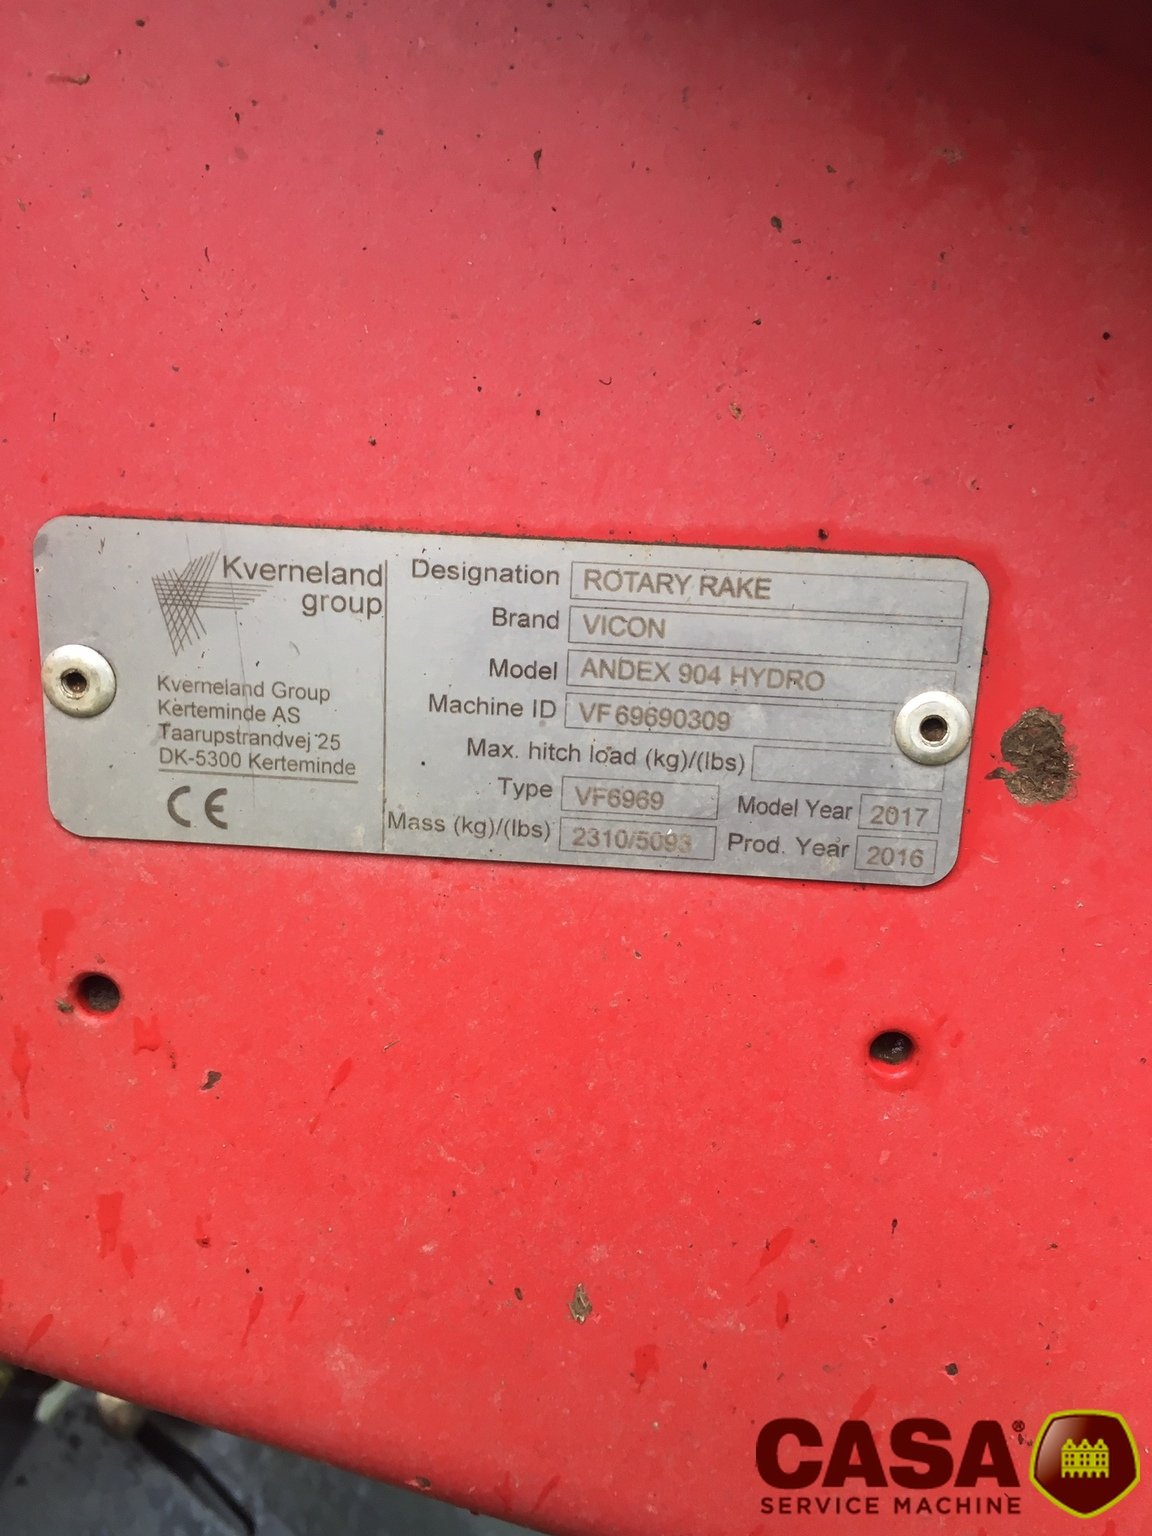 Kverneland
group
Kverneland Group
Kerteminde AS
Taarupstrandvej 25
DK-5300 Kerteminde
CE
Designation ROTARY RAKE
Brand VICON
Model ANDEX 904 HYDRO
Machine ID VF69690309
Max. hitch load (kg)/(lbs)
Type VF6969 Model Year 2017
Mass (kg)/(lbs) 2310/5093 Prod. Year 2016
CASA®
SERVICE MACHINE